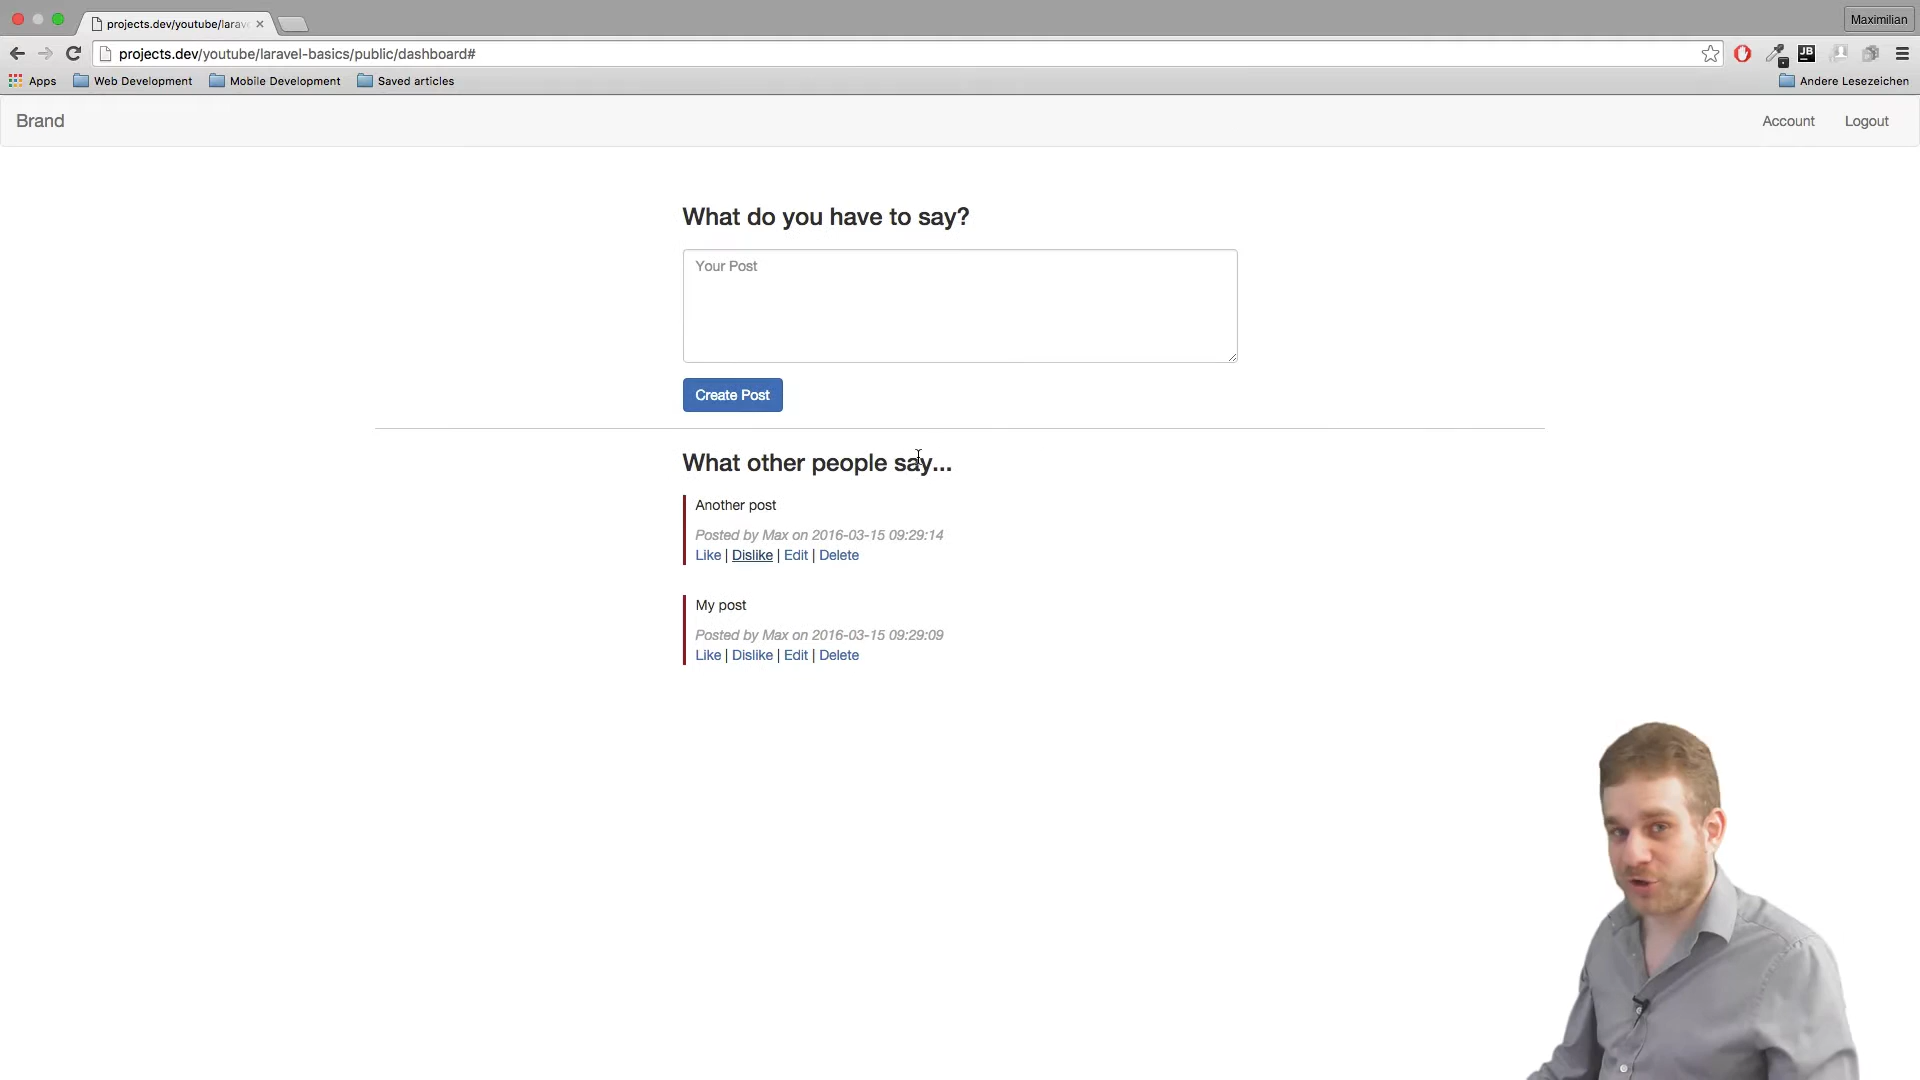 projects.dev/youtube/larav
Maximilian
projects.dev/youtube/laravel-basics/public/dashboard#
JB
Apps
Web Development
Mobile Development
Saved articles
Andere Lesezeichen
Brand
Account
Logout
What do you have to say?
Your Post
Create Post
What other people say...
Another post
Posted by Max on 2016-03-15 09:29:14
Like | Dislike | Edit | Delete
My post
Posted by Max on 2016-03-15 09:29:09
Like | Dislike | Edit | Delete